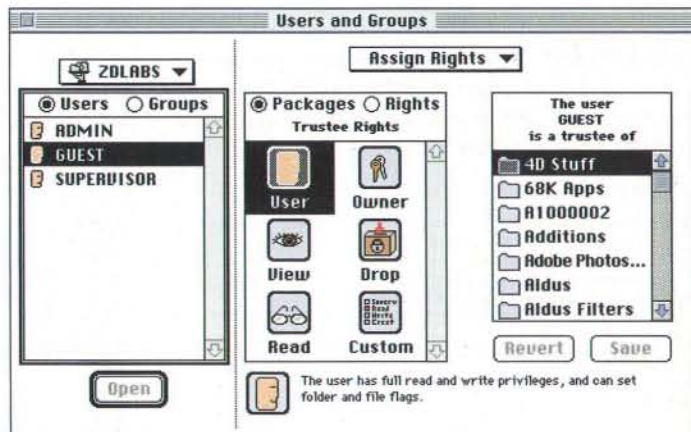 Users and Groups
ZDLABS
Users Groups
ADMIN
GUEST
SUPERVISOR
Open
Assign Rights
Packages Rights
Trustee Rights
User
Owner
View
Drop
Read
Custom
The user
GUEST
is a trustee of
4D Stuff
68K Apps
A1000002
Additions
Adobe Photos...
Aldus
Aldus Filters
Revert
Save
The user has full read and write privileges, and can set
folder and file flags.